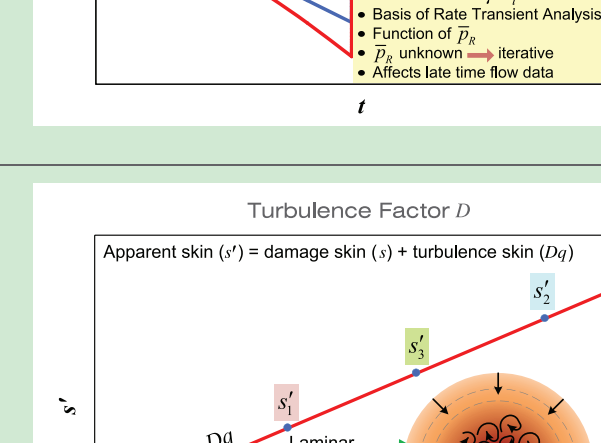 • Basis of Rate Transient Analysis
• Function of p̅R
• p̅R unknown → iterative
• Affects late time flow data
t
Turbulence Factor D
Apparent skin (s′) = damage skin (s) + turbulence skin (Dq)
s′2
s′3
s′1
s′
Dq
Laminar